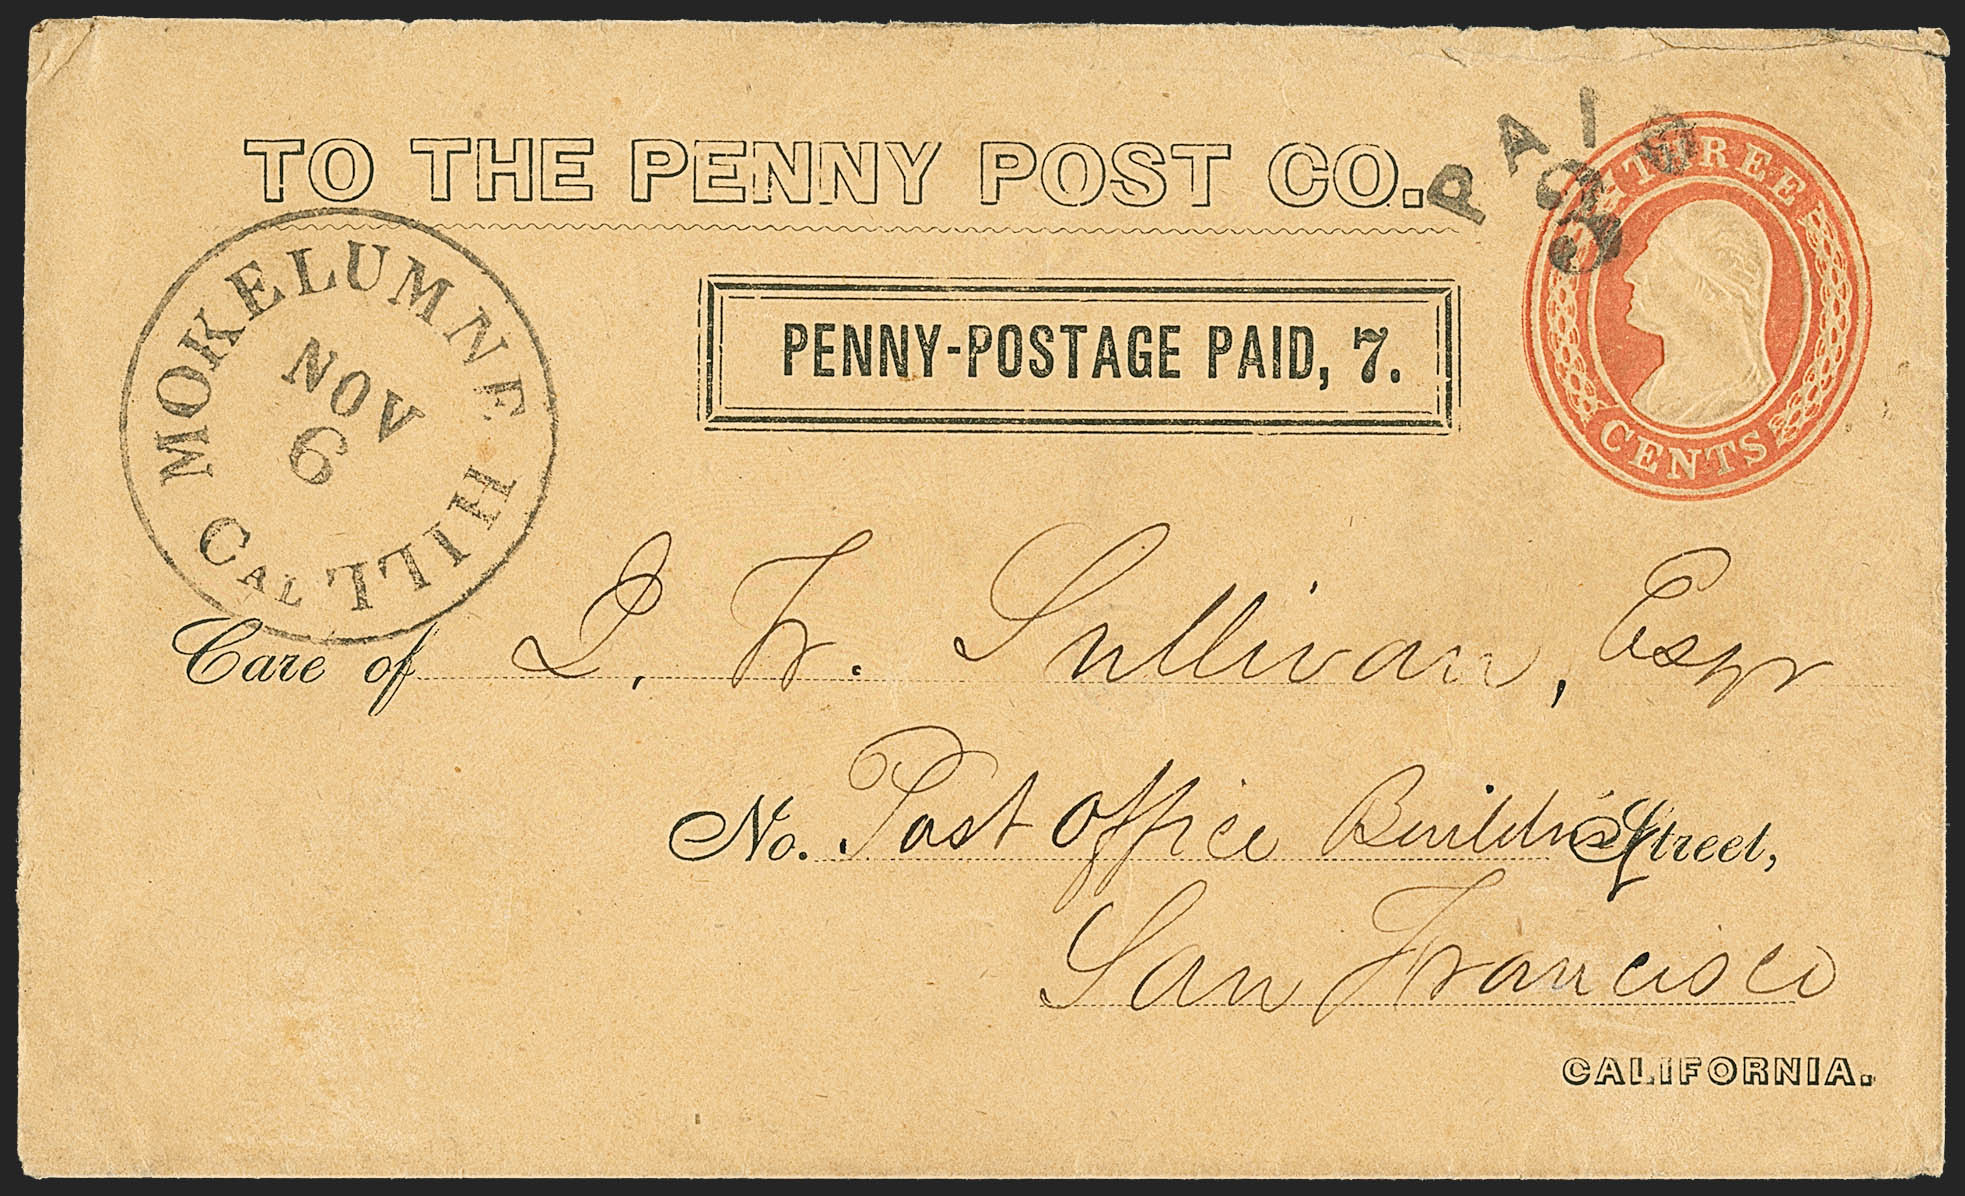 TO THE PENNY POST CO.
PAID
3
THREE
CENTS
PENNY-POSTAGE PAID, 7.
MOKELUMNE HILL
CAL
NOV
6
Care of L. W. Sullivan, Esqr
No. Post Office Building Street,
San Francisco
CALIFORNIA.